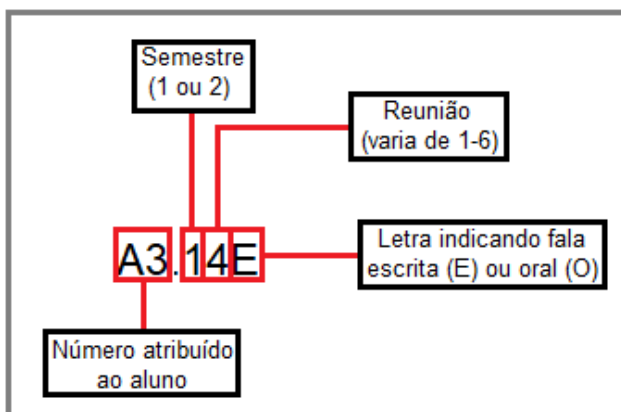 Semestre
(1 ou 2)
Reunião
(varia de 1-6)
A3.14E
Letra indicando fala
escrita (E) ou oral (O)
Número atribuído
ao aluno